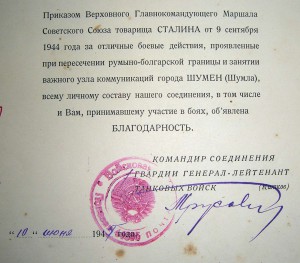 Приказом Верховного Главнокомандующего Маршала
Советского Союза товарища СТАЛИНА от 9 сентября
1944 года за отличные боевые действия, проявленные
при пересечении румыно-болгарской границы и занятии
важного узла коммуникаций города ШУМЕН (Шумла),
всему личному составу нашего соединения, в том числе
и Вам, принимавшему участие в боях, объявлена
БЛАГОДАРНОСТЬ.
КОМАНДИР СОЕДИНЕНИЯ
ГВАРДИИ ГЕНЕРАЛ-ЛЕЙТЕНАНТ
ТАНКОВЫХ ВОЙСК
"10" июня 194 года